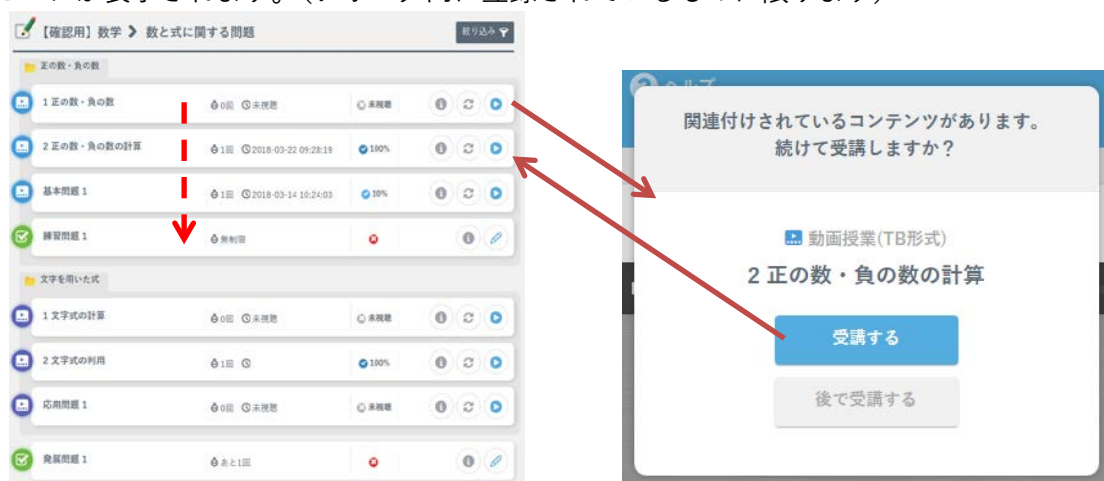 【確認用】数学 ❯ 数と式に関する問題
絞り込み
正の数・負の数
1 正の数・負の数 0回 未視聴 未視聴
2 正の数・負の数の計算 1回 2018-03-22 09:28:19 100%
基本問題 1 1回 2018-03-14 10:24:03 10%
練習問題 1 無制限
文字を用いた式
1 文字式の計算 0回 未視聴 未視聴
2 文字式の利用 1回 100%
応用問題 1 0回 未視聴 未視聴
発展問題 1 あと1回
ヘルプ
関連付けされているコンテンツがあります。
続けて受講しますか？
動画授業(TB形式)
2 正の数・負の数の計算
受講する
後で受講する